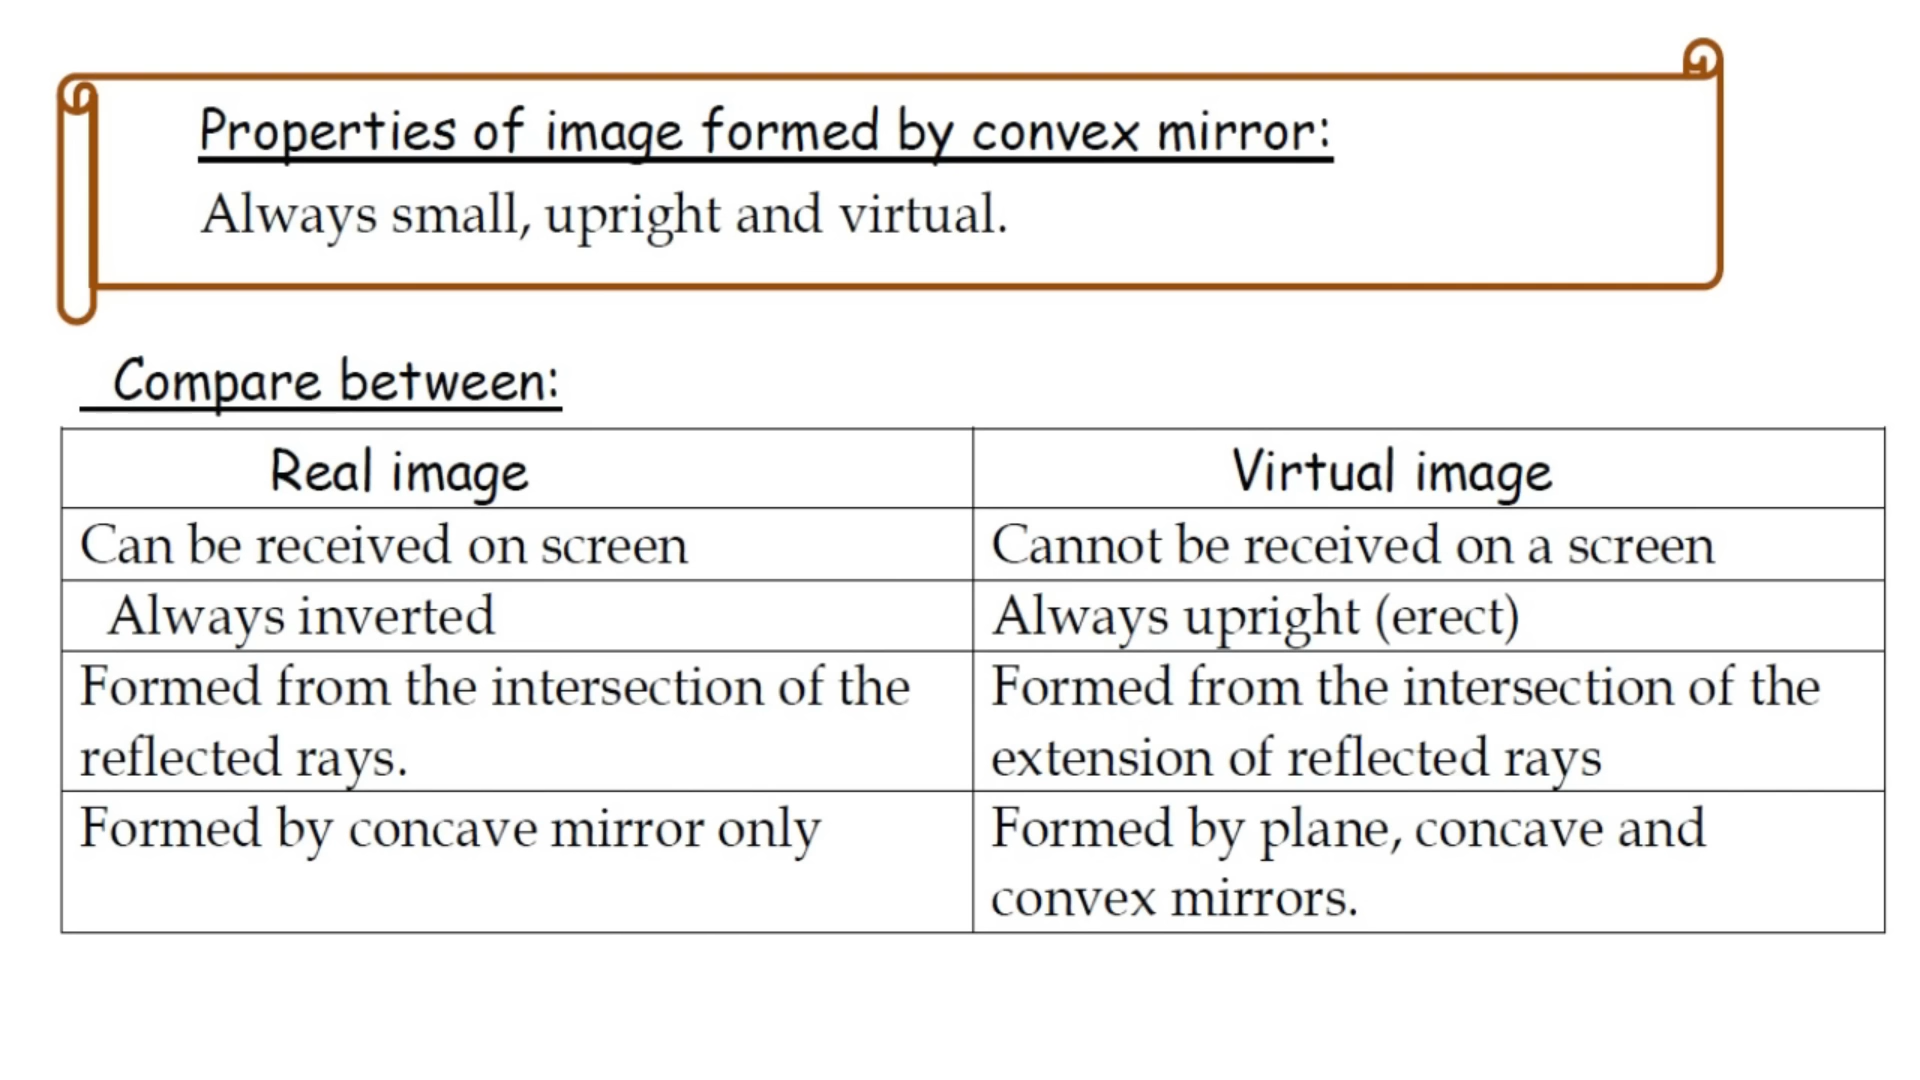 Properties of image formed by convex mirror:
Always small, upright and virtual.
Compare between:
Real image
Virtual image
Can be received on screen
Cannot be received on a screen
Always inverted
Always upright (erect)
Formed from the intersection of the
reflected rays.
Formed from the intersection of the
extension of reflected rays
Formed by concave mirror only
Formed by plane, concave and
convex mirrors.